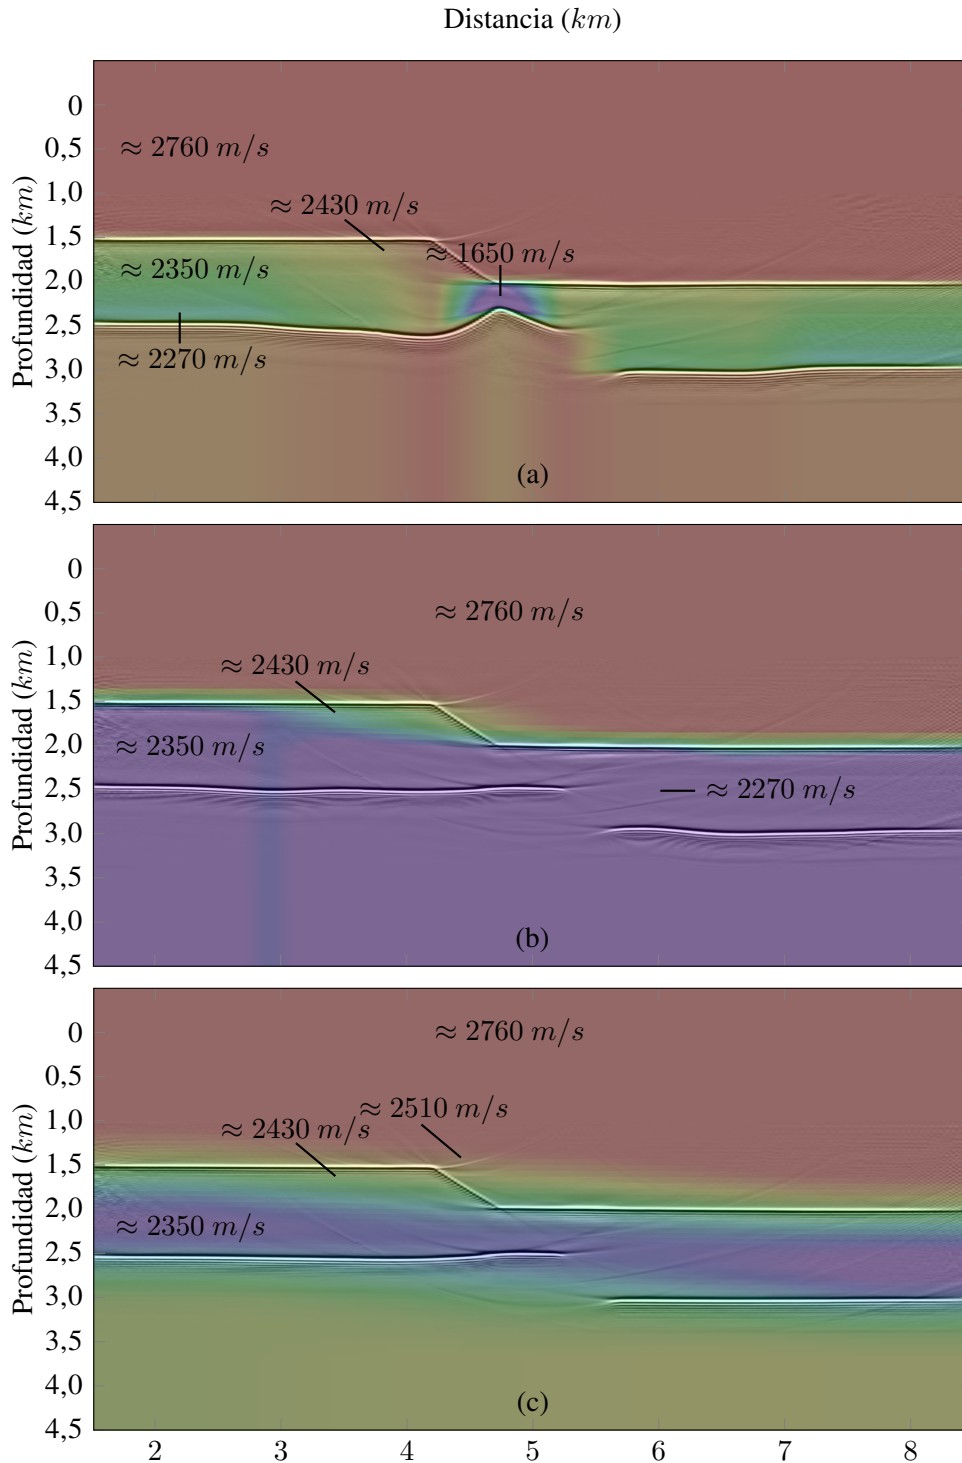 Distancia (km)
Profundidad (km)
0
0,5
1,0
1,5
2,0
2,5
3,0
3,5
4,0
4,5
≈ 2760 m/s
≈ 2430 m/s
≈ 1650 m/s
≈ 2350 m/s
≈ 2270 m/s
(a)
Profundidad (km)
0
0,5
1,0
1,5
2,0
2,5
3,0
3,5
4,0
4,5
≈ 2760 m/s
≈ 2430 m/s
≈ 2350 m/s
≈ 2270 m/s
(b)
Profundidad (km)
0
0,5
1,0
1,5
2,0
2,5
3,0
3,5
4,0
4,5
≈ 2760 m/s
≈ 2510 m/s
≈ 2430 m/s
≈ 2350 m/s
(c)
2 3 4 5 6 7 8